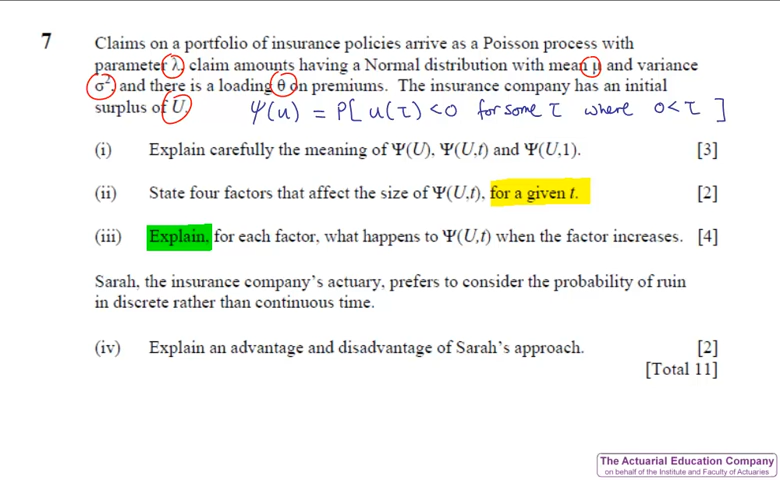 7 Claims on a portfolio of insurance policies arrive as a Poisson process with
parameter λ, claim amounts having a Normal distribution with mean μ and variance
σ², and there is a loading θ on premiums. The insurance company has an initial
surplus of U
Ψ(u) = P[ u(τ) <0 for some τ where 0<τ ]
(i) Explain carefully the meaning of Ψ(U), Ψ(U,t) and Ψ(U,1). [3]
(ii) State four factors that affect the size of Ψ(U,t), for a given t. [2]
(iii) Explain, for each factor, what happens to Ψ(U,t) when the factor increases. [4]
Sarah, the insurance company's actuary, prefers to consider the probability of ruin
in discrete rather than continuous time.
(iv) Explain an advantage and disadvantage of Sarah's approach. [2]
[Total 11]
The Actuarial Education Company
on behalf of the Institute and Faculty of Actuaries